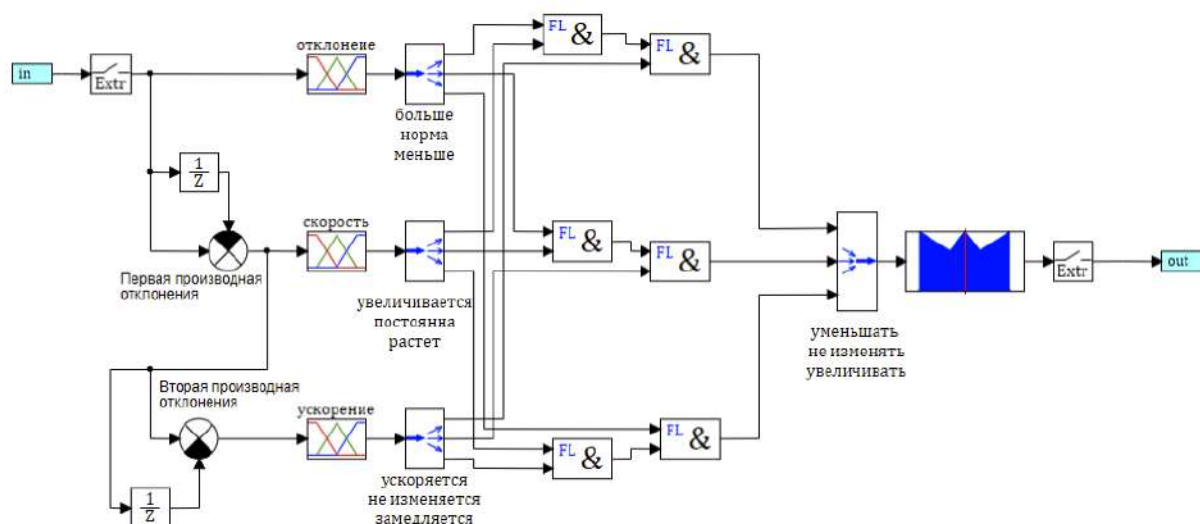 in
Extr
отклонеие
больше
норма
меньше
FL &
FL &
1
Z
Первая производная
отклонения
скорость
увеличивается
постоянна
растет
FL &
FL &
уменьшать
не изменять
увеличивать
Extr
out
Вторая производная
отклонения
1
Z
ускорение
ускоряется
не изменяется
замедляется
FL &
FL &